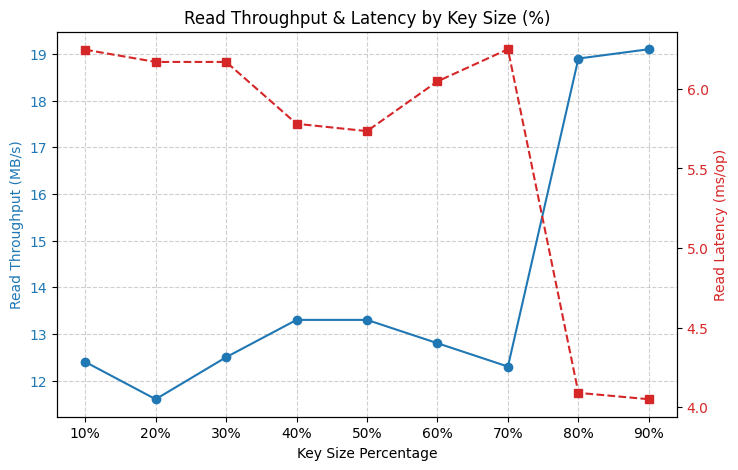 Read Throughput & Latency by Key Size (%)
Read Throughput (MB/s)
19
18
17
16
15
14
13
12
6.0
5.5
5.0
4.5
4.0
Read Latency (ms/op)
10% 20% 30% 40% 50% 60% 70% 80% 90%
Key Size Percentage